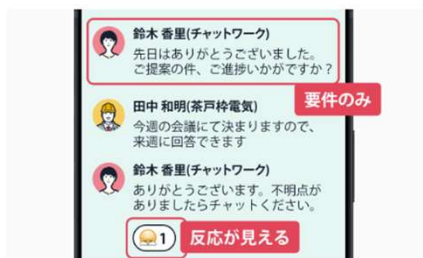 鈴木 香里(チャットワーク)
先日はありがとうございました。
ご提案の件、ご進捗いかがですか?
要件のみ
田中 和明(茶戸枠電気)
今週の会議にて決まりますので、
来週に回答できます
鈴木 香里(チャットワーク)
ありがとうございます。不明点が
ありましたらチャットください。
1
反応が見える